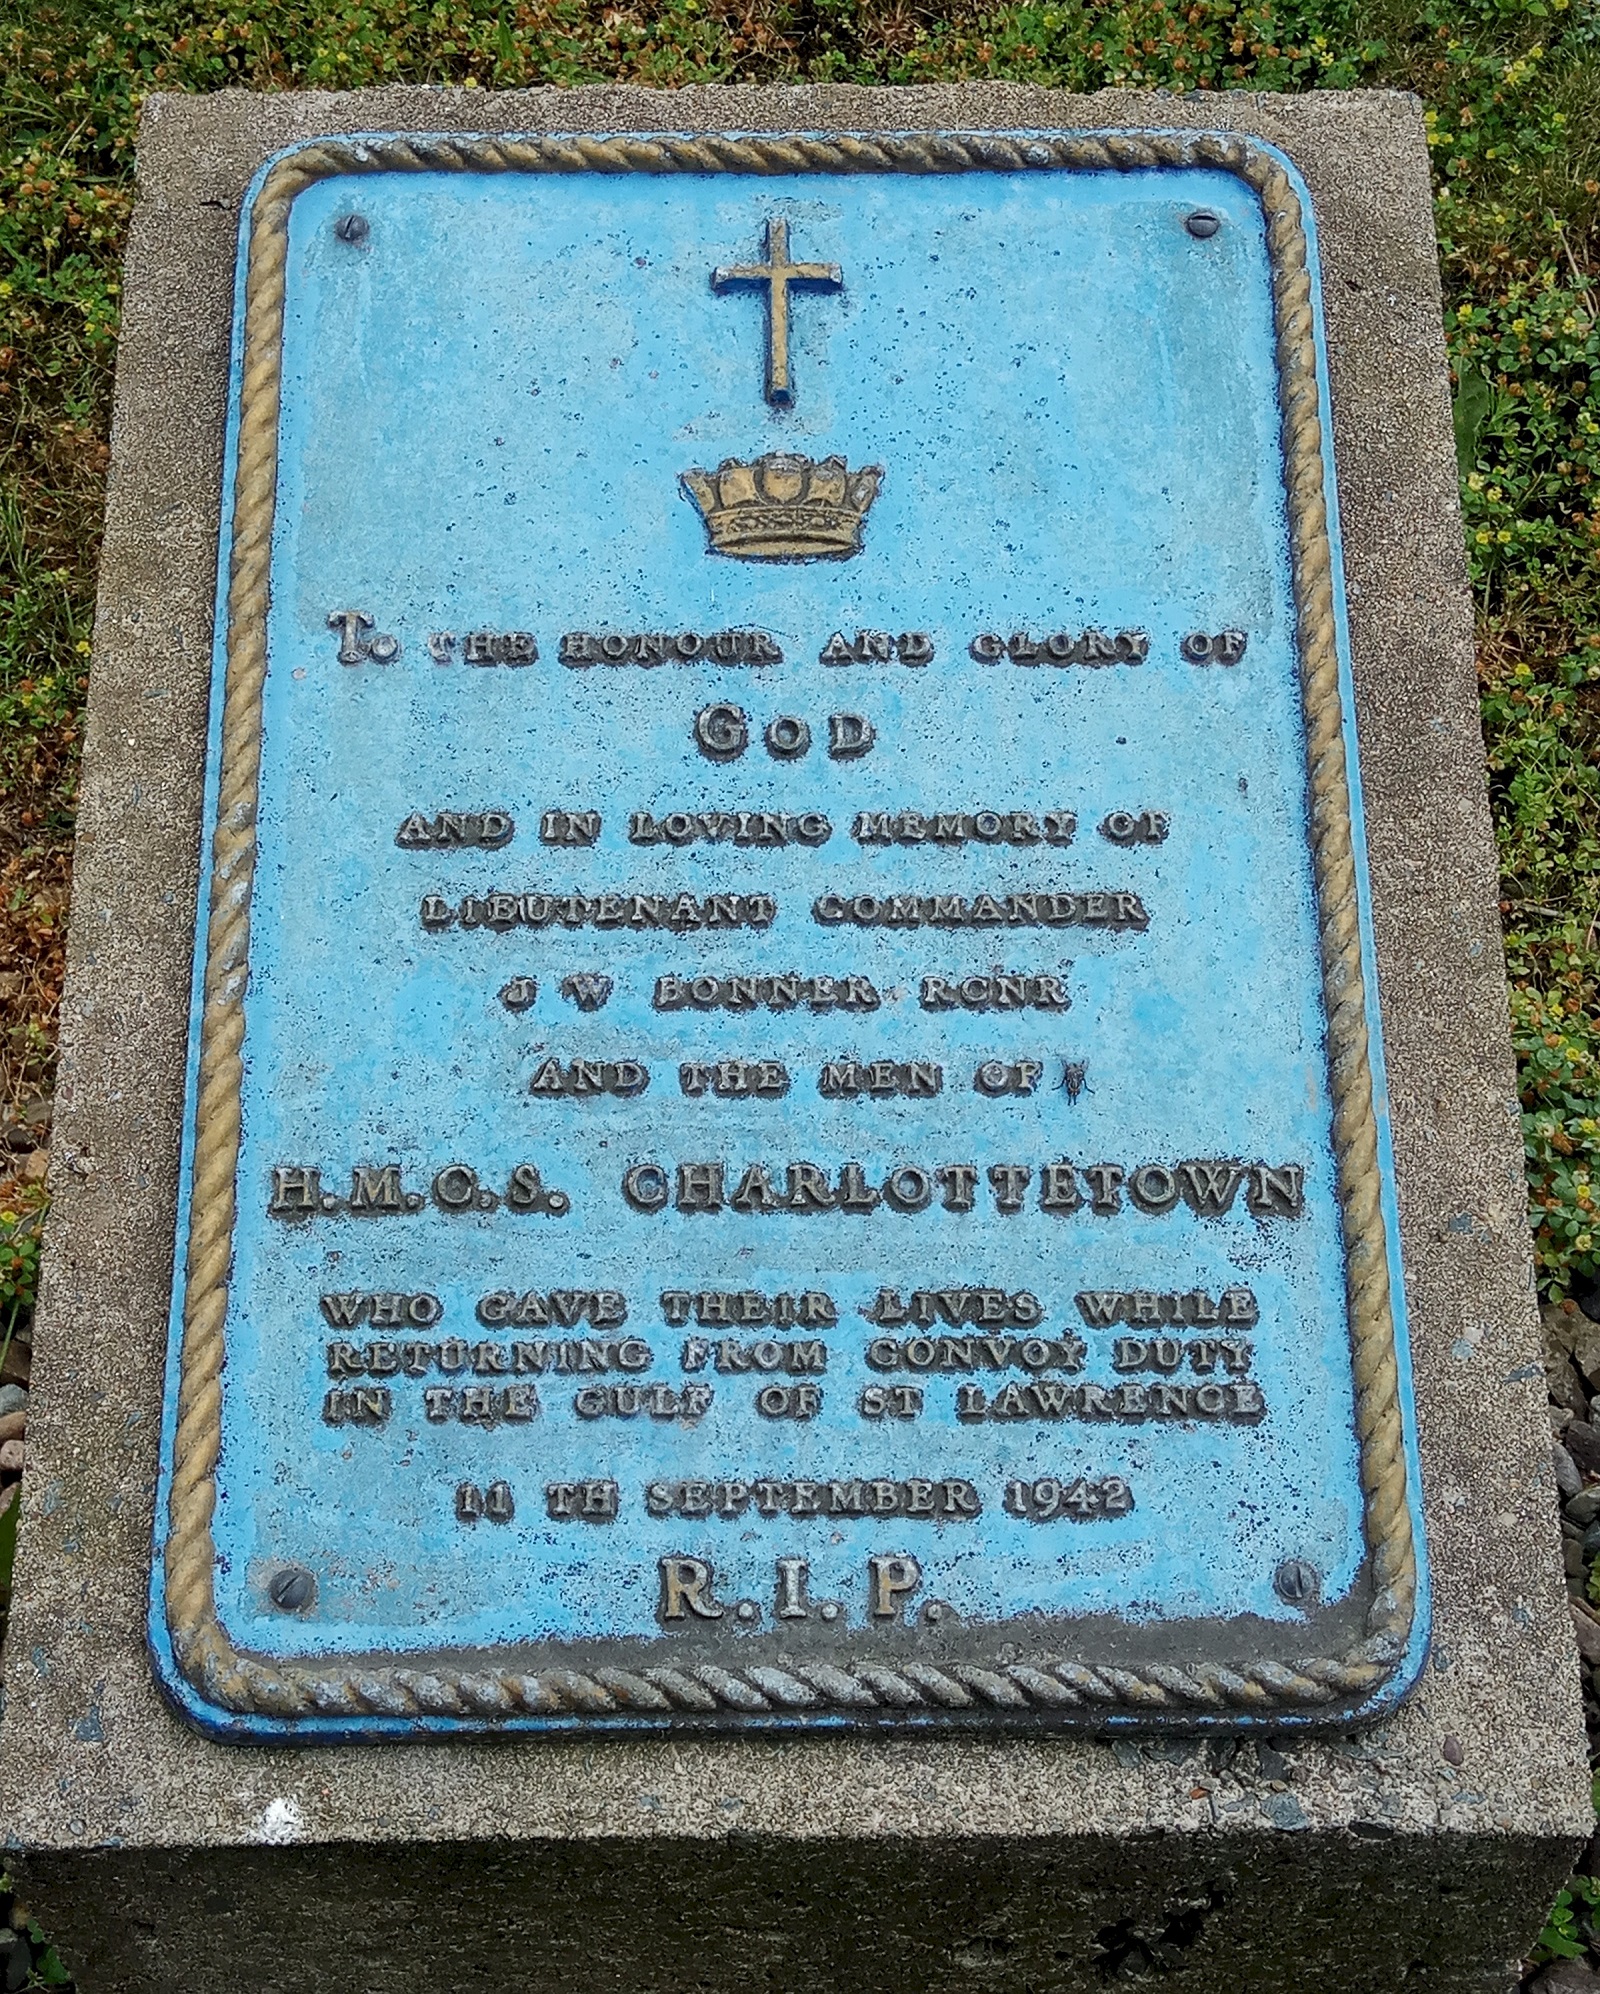 To THE HONOUR AND GLORY OF
GOD
AND IN LOVING MEMORY OF
LIEUTENANT COMMANDER
J W BONNER RCNR
AND THE MEN OF
H.M.C.S. CHARLOTTETOWN
WHO GAVE THEIR LIVES WHILE
RETURNING FROM CONVOY DUTY
IN THE GULF OF ST LAWRENCE
11 TH SEPTEMBER 1942
R.I.P.